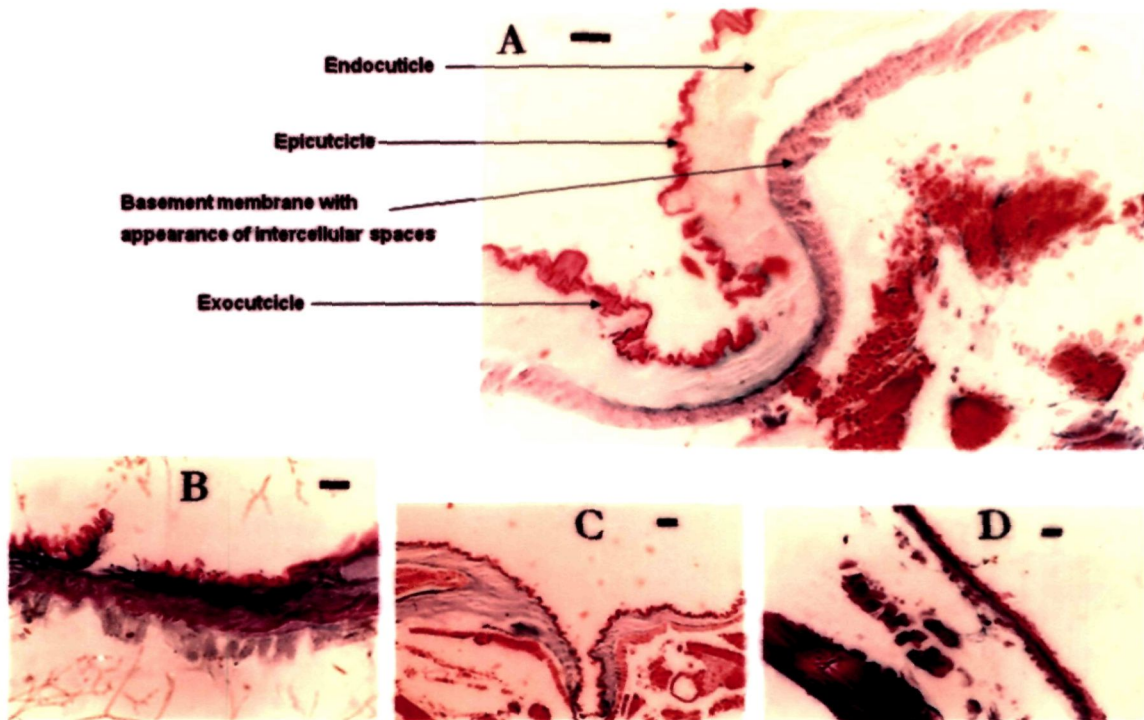 A
Endocuticle
Epicutcicle
Basement membrane with
appearance of intercellular spaces
Exocutcicle
B
C
D